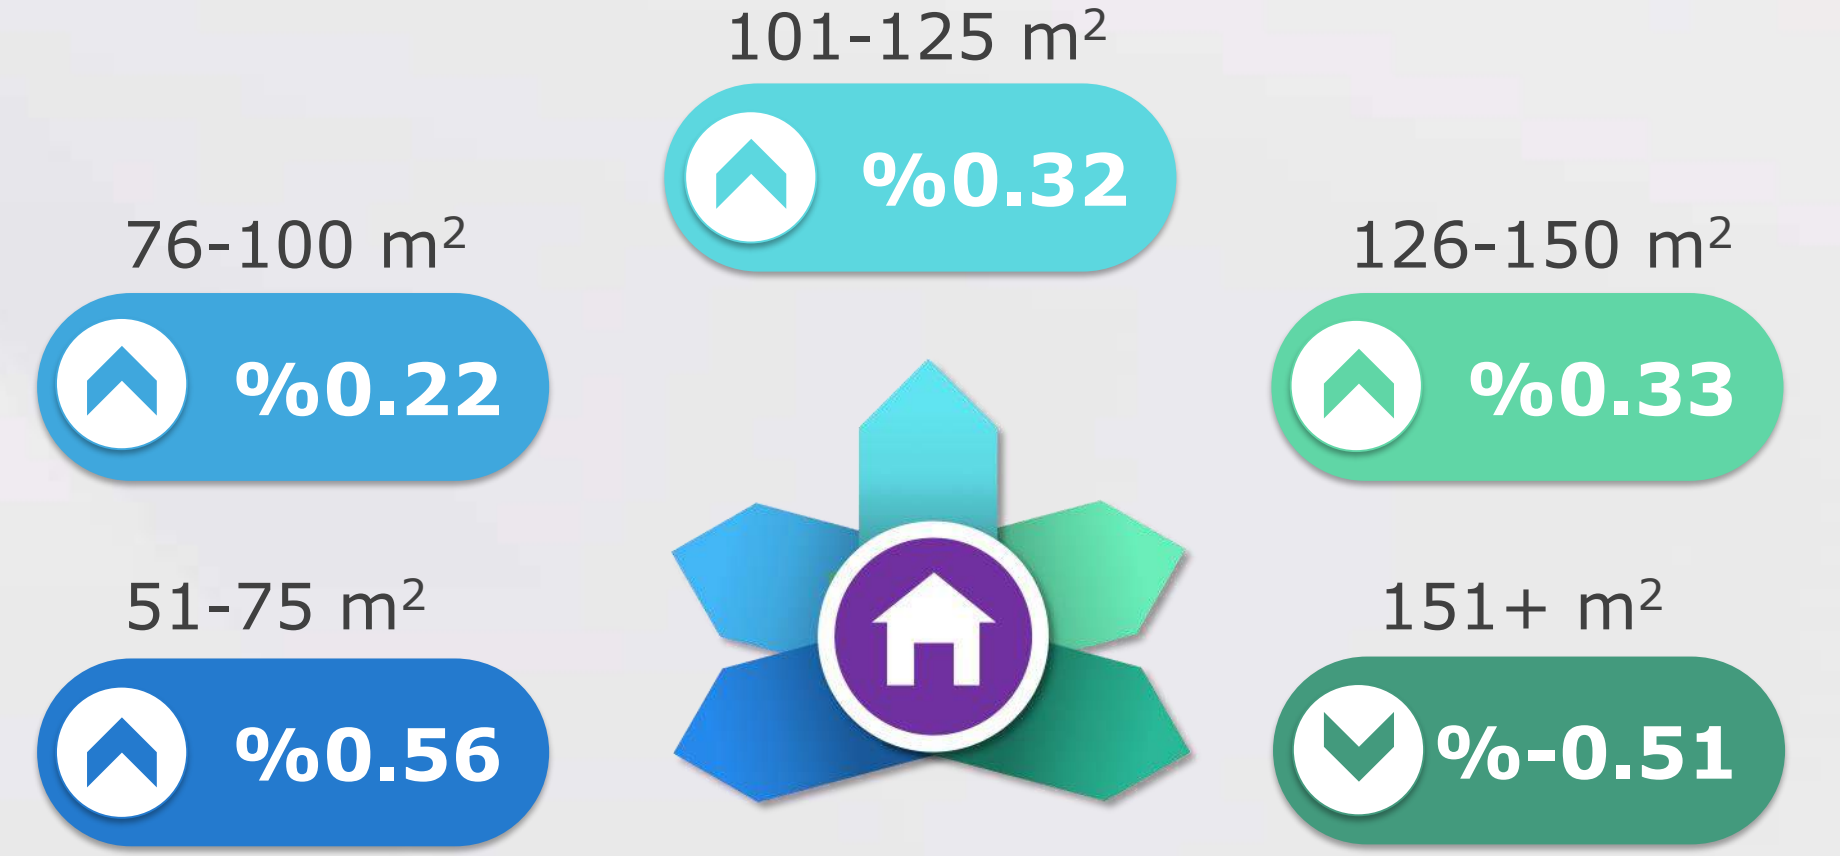 101-125 m²
%0.32
76-100 m²
%0.22
126-150 m²
%0.33
51-75 m²
%0.56
151+ m²
%-0.51